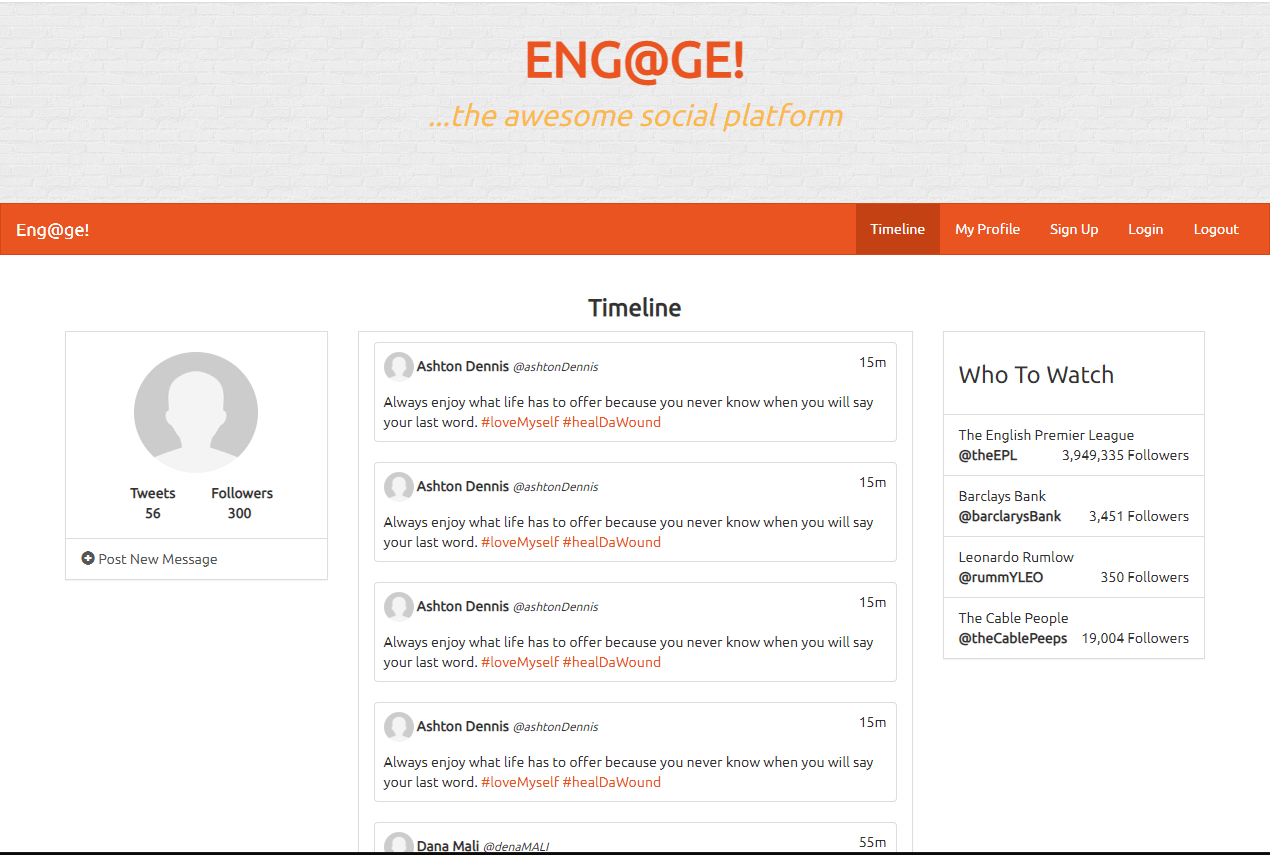 ENG@GE!
...the awesome social platform
Eng@ge!
Timeline
My Profile
Sign Up
Login
Logout
Timeline
Tweets
Followers
56
300
Post New Message
Ashton Dennis @ashtonDennis
15m
Always enjoy what life has to offer because you never know when you will say
your last word. #loveMyself #healDaWound
Ashton Dennis @ashtonDennis
15m
Always enjoy what life has to offer because you never know when you will say
your last word. #loveMyself #healDaWound
Ashton Dennis @ashtonDennis
15m
Always enjoy what life has to offer because you never know when you will say
your last word. #loveMyself #healDaWound
Ashton Dennis @ashtonDennis
15m
Always enjoy what life has to offer because you never know when you will say
your last word. #loveMyself #healDaWound
Dana Mali @denaMALI
55m
Who To Watch
The English Premier League
@theEPL 3,949,335 Followers
Barclays Bank
@barclarysBank 3,451 Followers
Leonardo Rumlow
@rummYLEO 350 Followers
The Cable People
@theCablePeeps 19,004 Followers